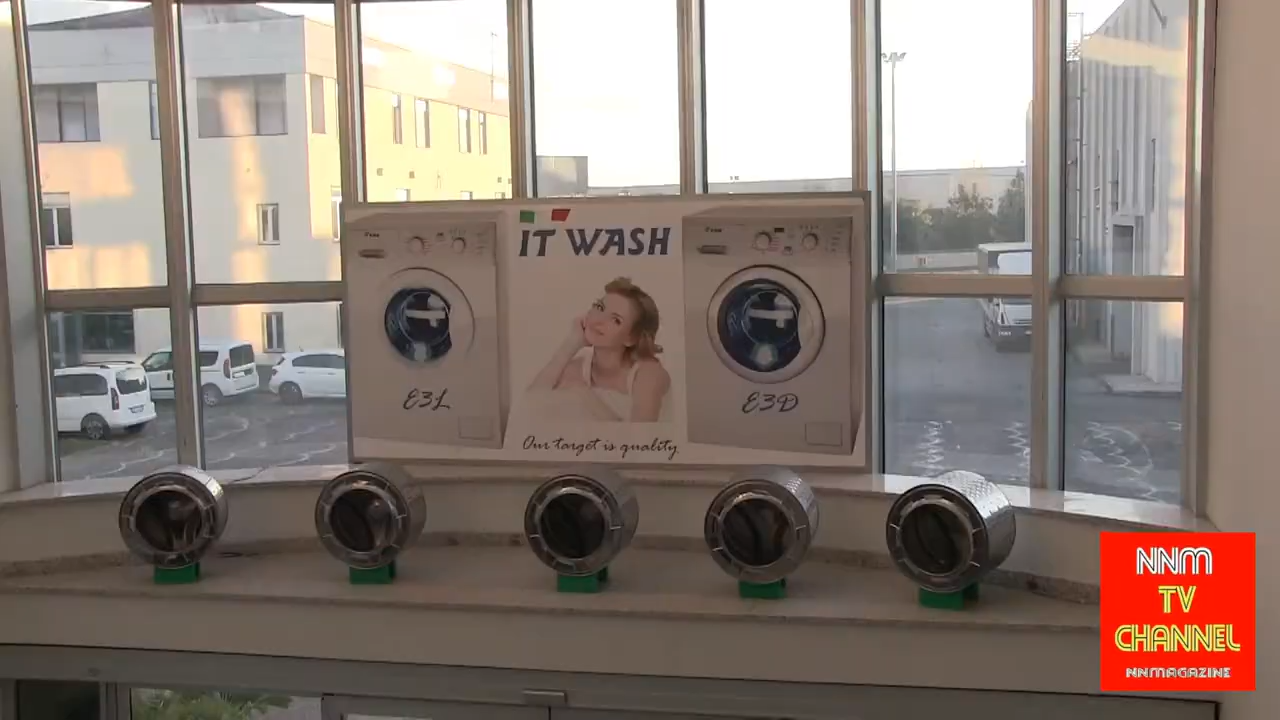 IT WASH
E3L
E3D
Our target is quality
NNM
TV
CHANNEL
NNMAGAZINE